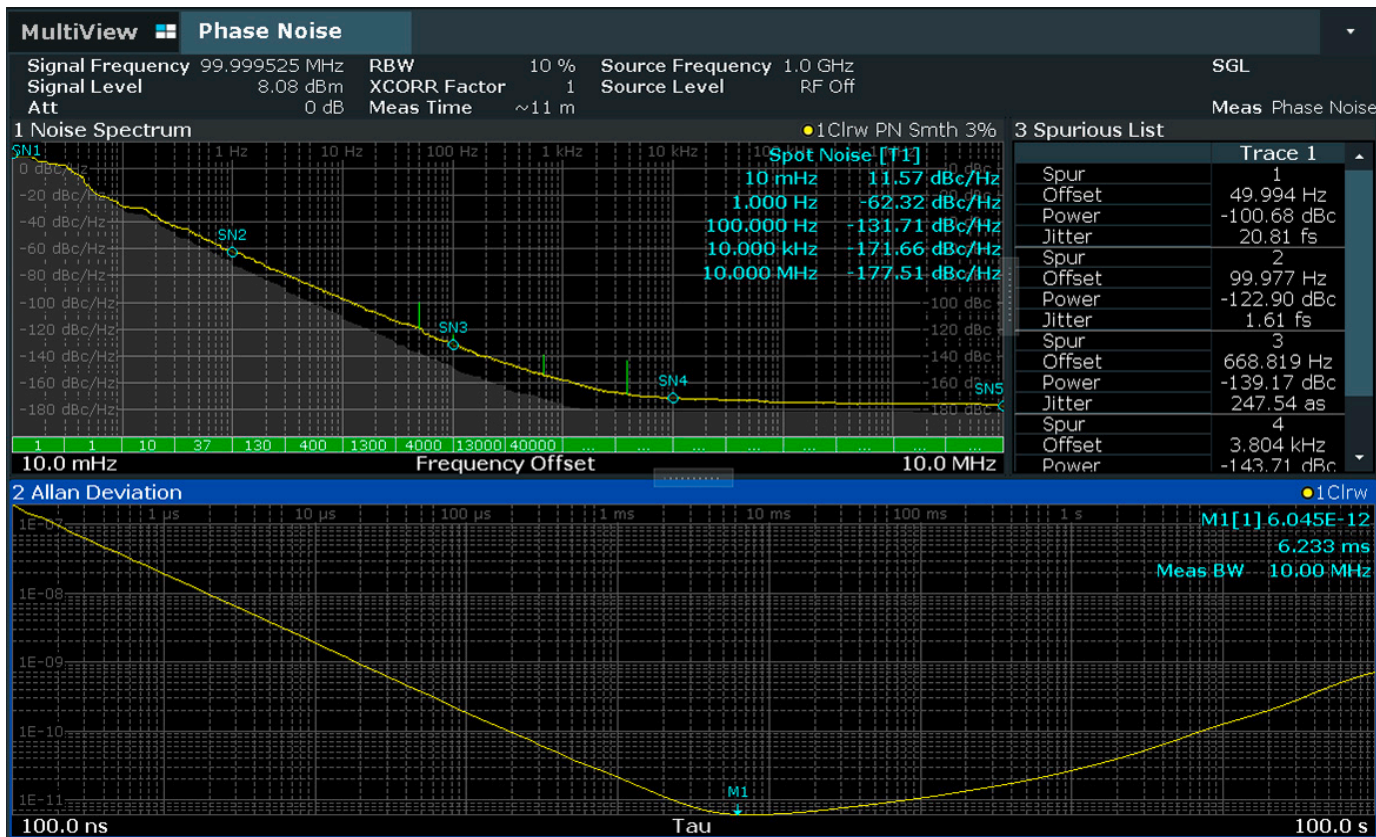 MultiView Phase Noise
Signal Frequency 99.999525 MHz RBW 10 % Source Frequency 1.0 GHz SGL
Signal Level 8.08 dBm XCORR Factor 1 Source Level RF Off
Att 0 dB Meas Time ~11 m Meas Phase Noise
1 Noise Spectrum 1Clrw PN Smth 3%
SN1 1 Hz 10 Hz 100 Hz 1 kHz 10 kHz
Spot Noise [T1]
10 mHz 11.57 dBc/Hz
1.000 Hz -62.32 dBc/Hz
100.000 Hz -131.71 dBc/Hz
10.000 kHz -171.66 dBc/Hz
10.000 MHz -177.51 dBc/Hz
0 dBc/Hz
-20 dBc/Hz
-40 dBc/Hz
SN2
-60 dBc/Hz
-80 dBc/Hz
-100 dBc/Hz -100 dBc
-120 dBc/Hz SN3 -120 dBc
-140 dBc/Hz -140 dBc
-160 dBc/Hz SN4 -160 dBc SN5
-180 dBc/Hz -180 dBc
1 1 10 37 130 400 1300 4000 13000 40000 ... ... ... ... ... ... ... ...
10.0 mHz Frequency Offset 10.0 MHz
3 Spurious List
Trace 1
Spur 1
Offset 49.994 Hz
Power -100.68 dBc
Jitter 20.81 fs
Spur 2
Offset 99.977 Hz
Power -122.90 dBc
Jitter 1.61 fs
Spur 3
Offset 668.819 Hz
Power -139.17 dBc
Jitter 247.54 as
Spur 4
Offset 3.804 kHz
Power -143.71 dBc
2 Allan Deviation 1Clrw
1 µs 10 µs 100 µs 1 ms 10 ms 100 ms 1 s
M1[1] 6.045E-12
6.233 ms
Meas BW 10.00 MHz
1E-07
1E-08
1E-09
1E-10
1E-11
M1
100.0 ns Tau 100.0 s